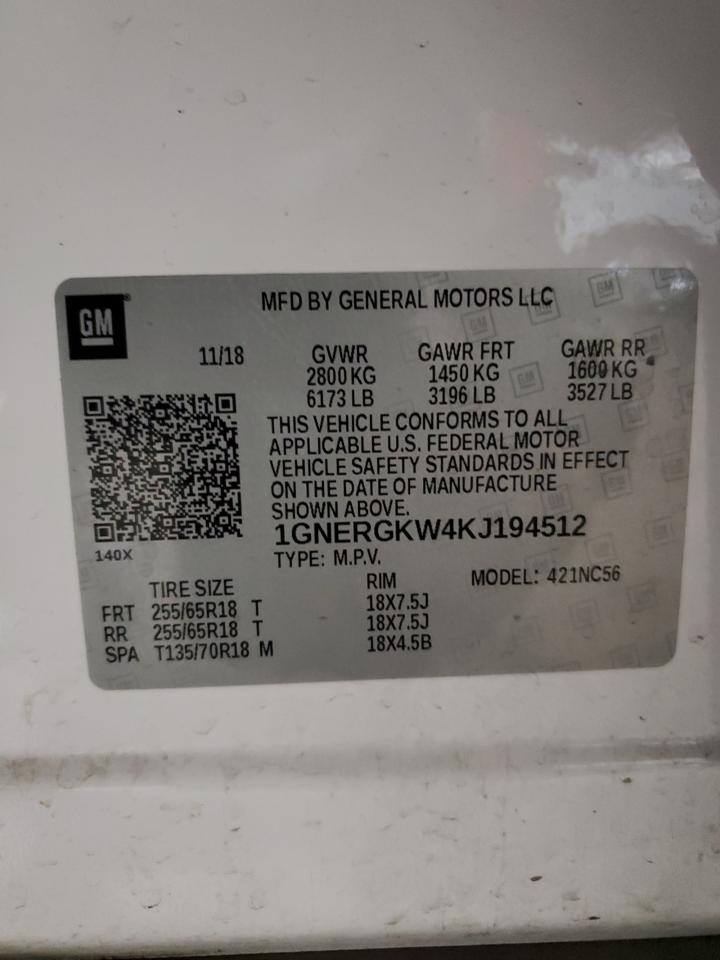 GM
MFD BY GENERAL MOTORS LLC
11/18 GVWR GAWR FRT GAWR RR
2800 KG 1450 KG 1600 KG
6173 LB 3196 LB 3527 LB
THIS VEHICLE CONFORMS TO ALL
APPLICABLE U.S. FEDERAL MOTOR
VEHICLE SAFETY STANDARDS IN EFFECT
ON THE DATE OF MANUFACTURE
SHOWN ABOVE.
1GNERGKW4KJ194512
140X
TYPE: M.P.V.
TIRE SIZE RIM MODEL: 421NC56
FRT 255/65R18 T 18X7.5J
RR 255/65R18 T 18X7.5J
SPA T135/70R18 M 18X4.5B